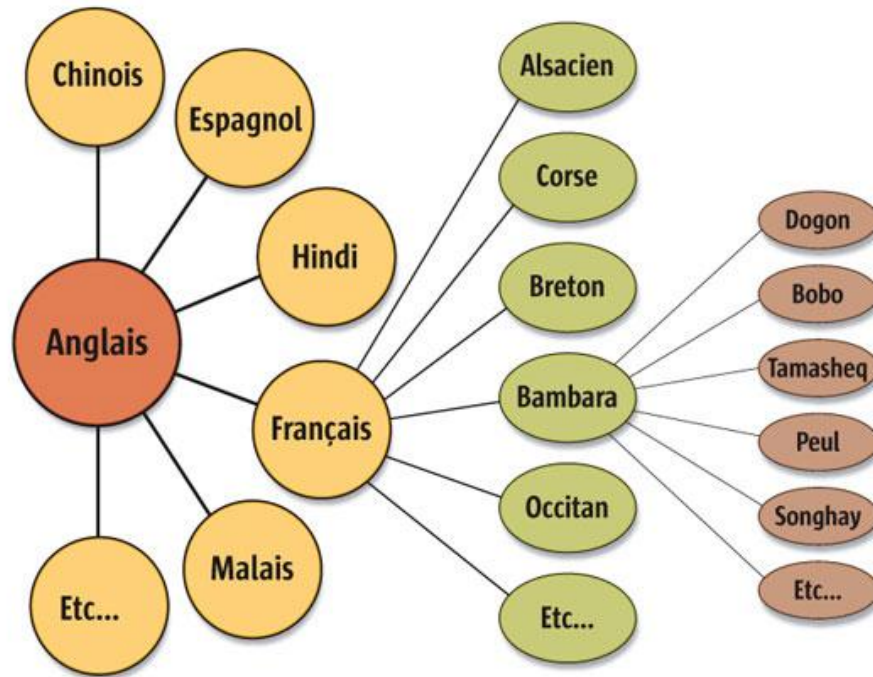 Chinois
Espagnol
Hindi
Anglais
Français
Malais
Etc...
Alsacien
Corse
Breton
Bambara
Occitan
Etc...
Dogon
Bobo
Tamasheq
Peul
Songhay
Etc...